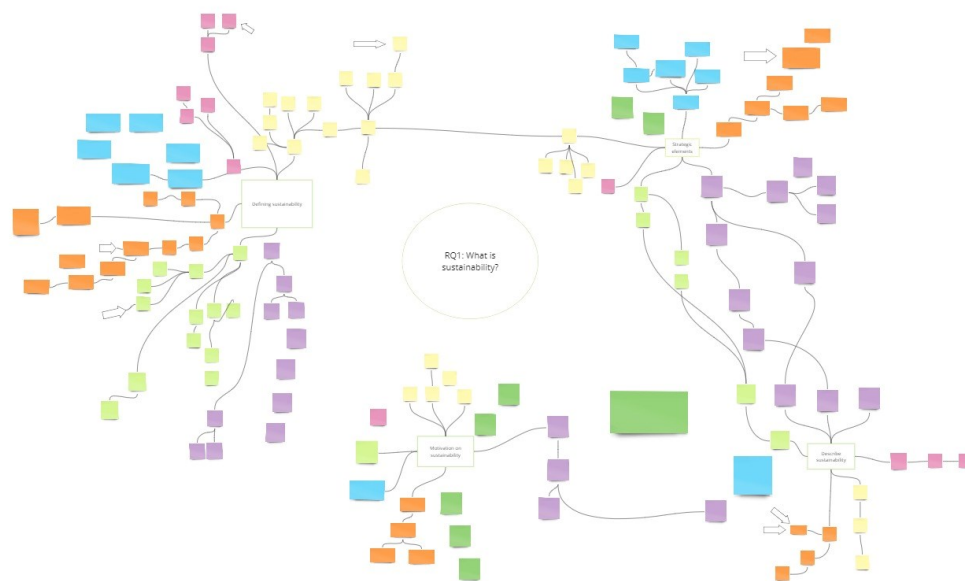 Strategic
elements
Defining sustainability
RQ1: What is
sustainability?
Motivation on
sustainability
Describe
sustainability